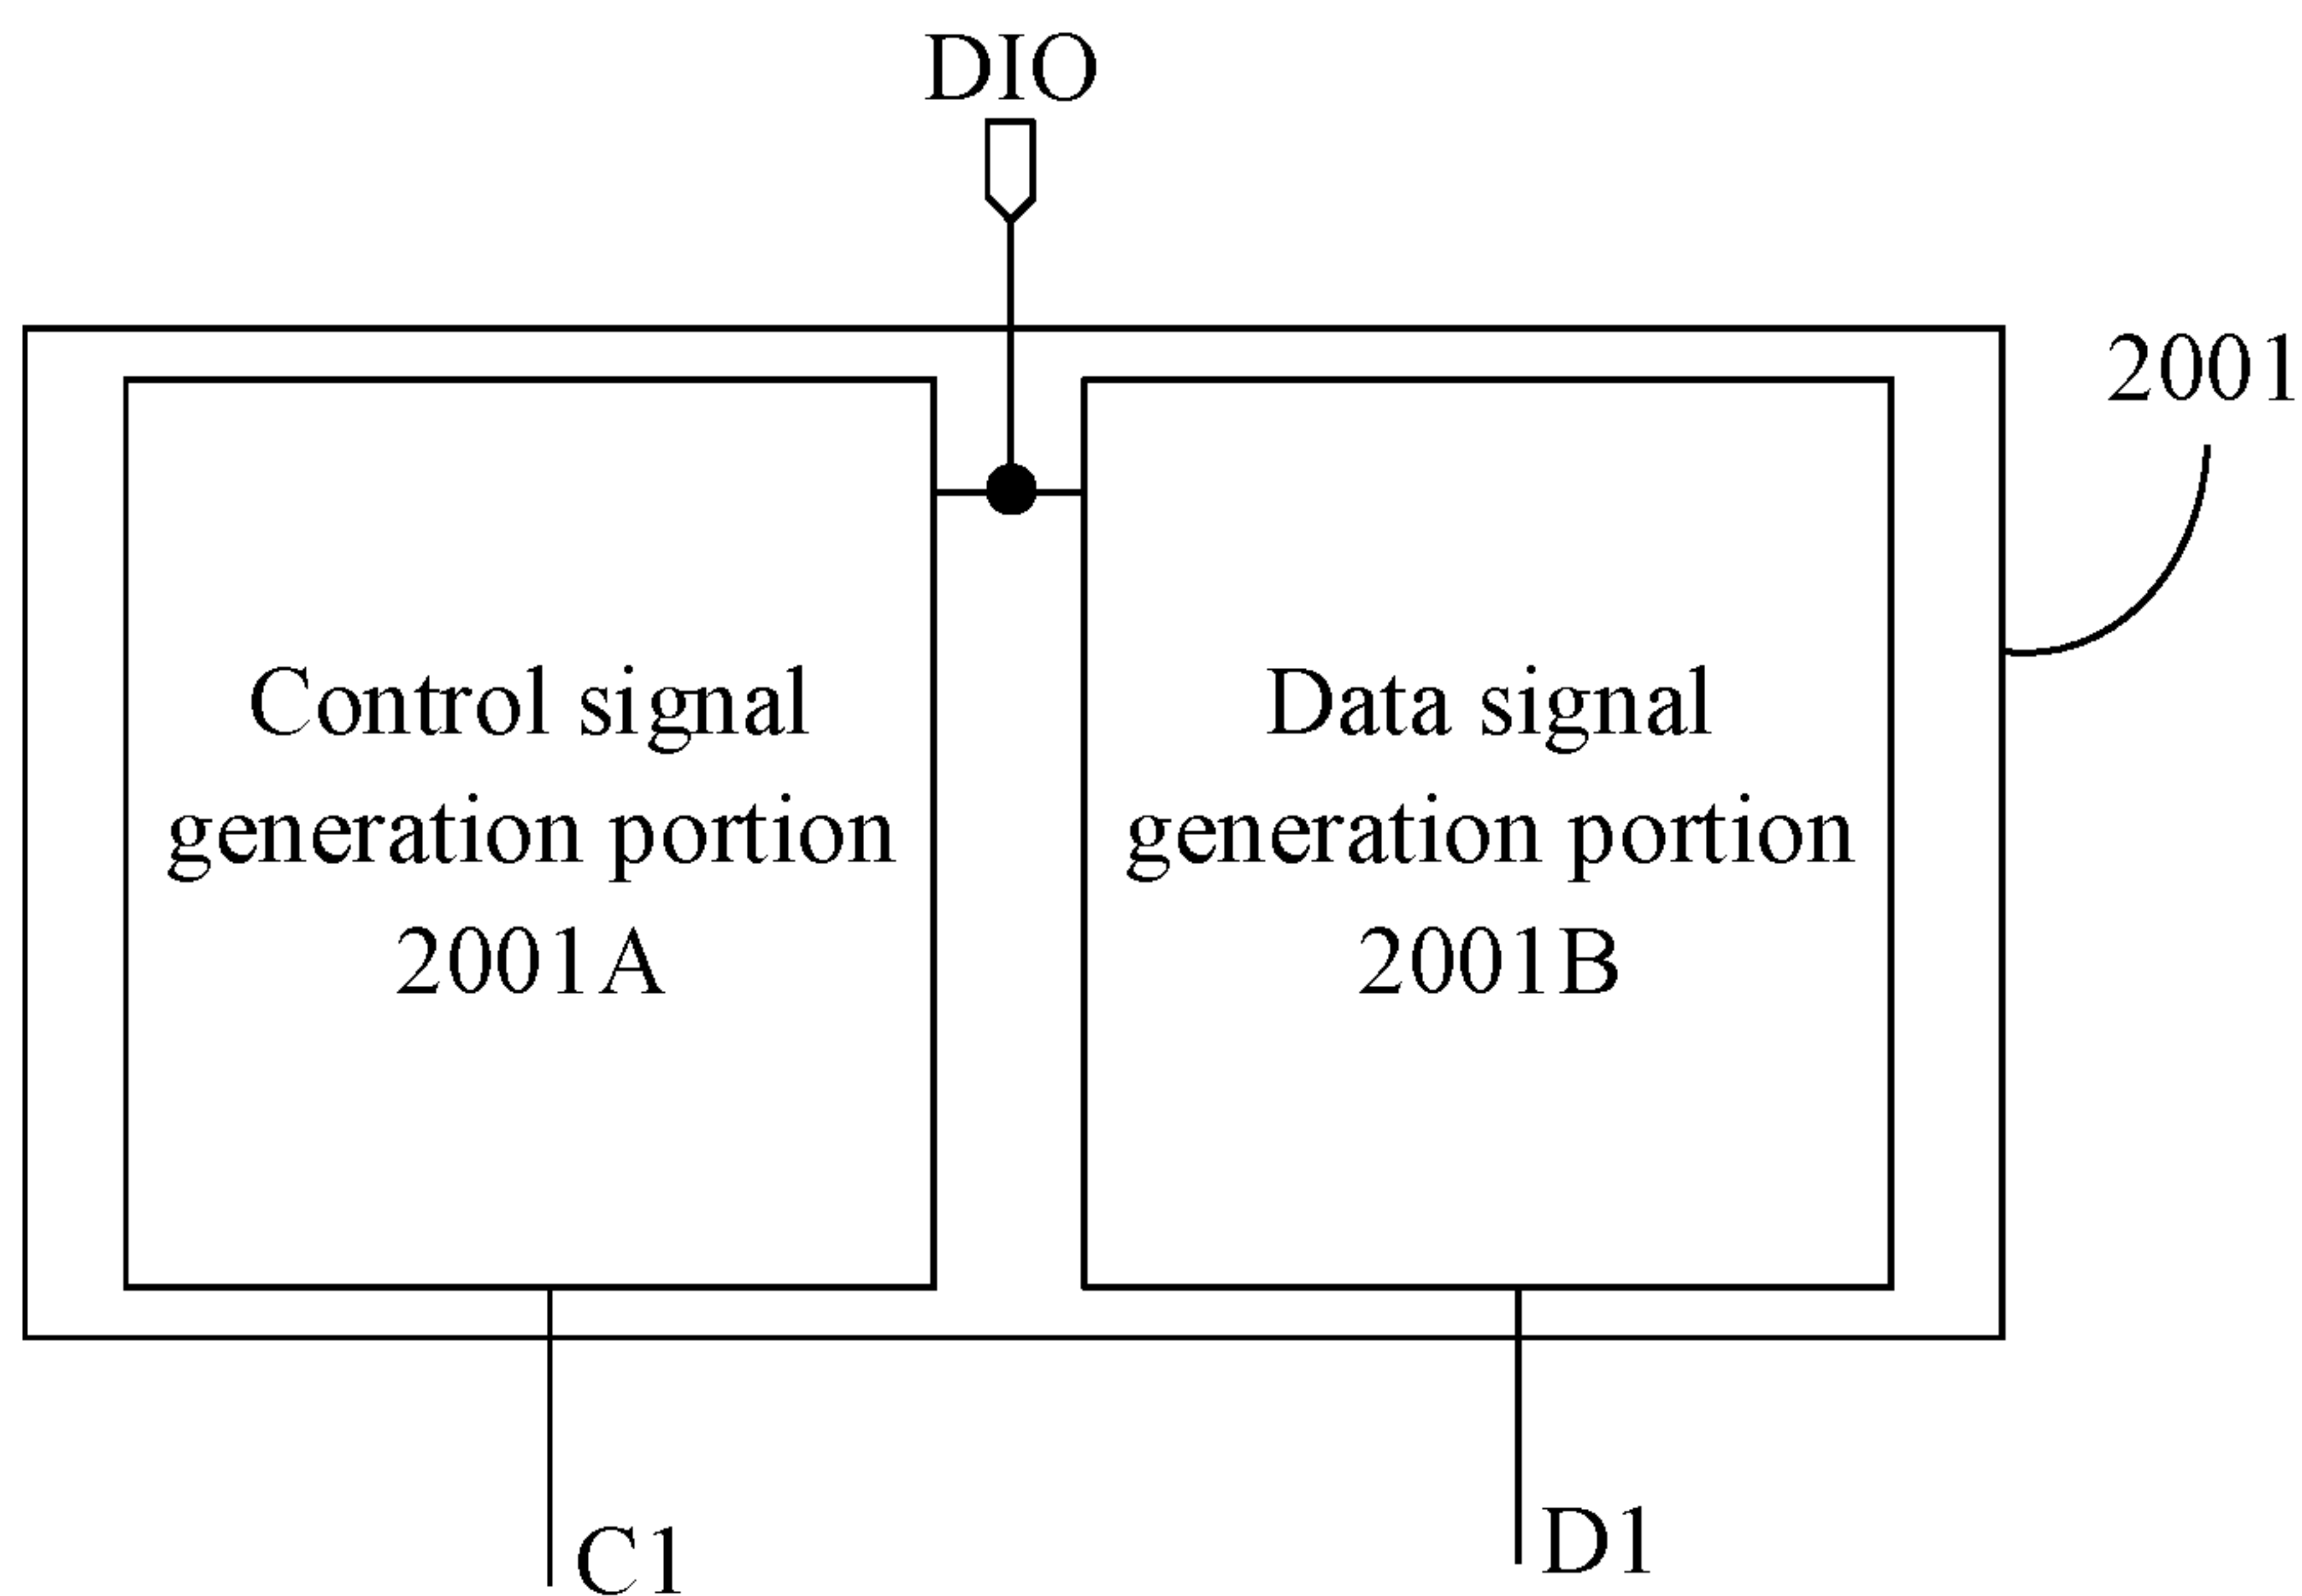 DIO
2001
Control signal
generation portion
2001A
Data signal
generation portion
2001B
C1
D1